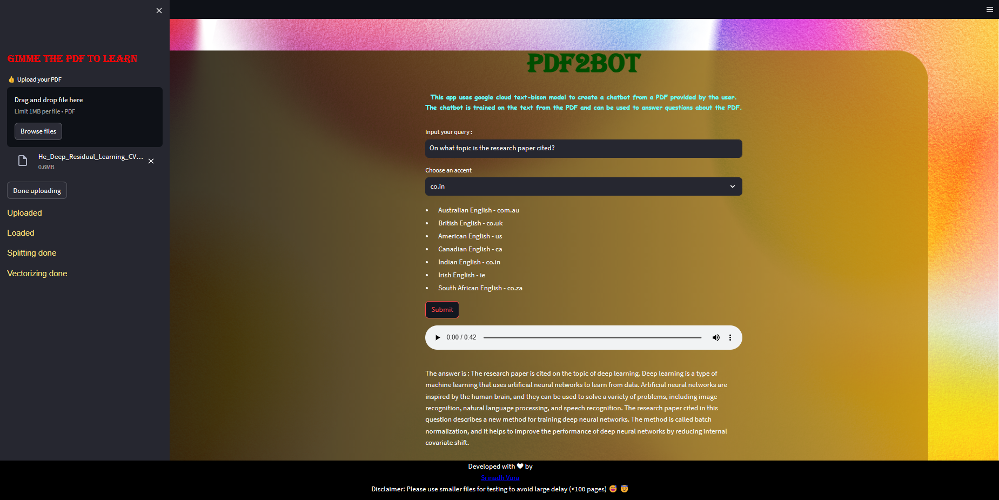 GIMME THE PDF TO LEARN
👍 Upload your PDF
Drag and drop file here
Limit 1MB per file • PDF
Browse files
He_Deep_Residual_Learning_CV...
0.6MB
Done uploading
Uploaded
Loaded
Splitting done
Vectorizing done
PDF2BOT
This app uses google cloud text-bison model to create a chatbot from a PDF provided by the user.
The chatbot is trained on the text from the PDF and can be used to answer questions about the PDF.
Input your query :
On what topic is the research paper cited?
Choose an accent
co.in
• Australian English - com.au
• British English - co.uk
• American English - us
• Canadian English - ca
• Indian English - co.in
• Irish English - ie
• South African English - co.za
Submit
0:00 / 0:42
The answer is : The research paper is cited on the topic of deep learning. Deep learning is a type of
machine learning that uses artificial neural networks to learn from data. Artificial neural networks are
inspired by the human brain, and they can be used to solve a variety of problems, including image
recognition, natural language processing, and speech recognition. The research paper cited in this
question describes a new method for training deep neural networks. The method is called batch
normalization, and it helps to improve the performance of deep neural networks by reducing internal
covariate shift.
Developed with 🤍 by
Srinadh Vura
Disclaimer: Please use smaller files for testing to avoid large delay (<100 pages) 😅 😇